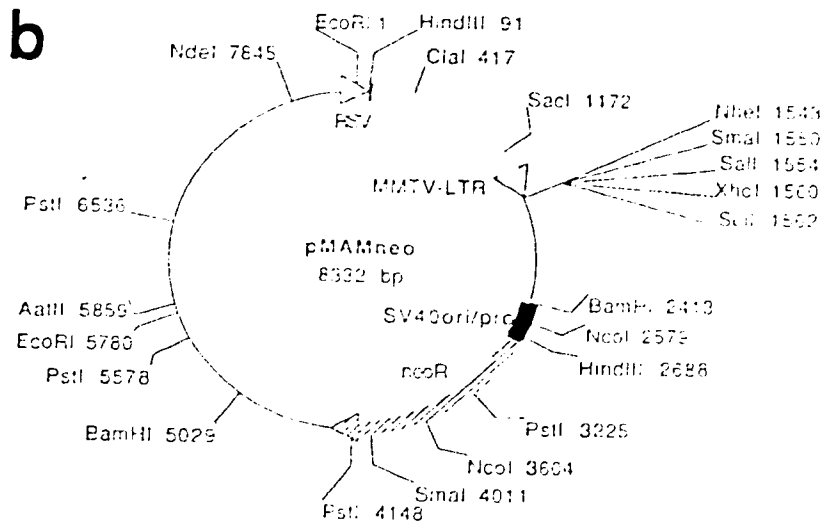 b
EcoRI 1
HindIII 91
NdeI 7845
ClaI 417
RSV
SacI 1172
NheI 1543
SmaI 1550
SalI 1554
XhoI 1560
1562
MMTV-LTR
PstI 6536
pMAMneo
8332 bp
AatII 5859
SV40ori/pro
BamHI 2413
EcoRI 5780
NcoI 2579
PstI 5578
neoR
HindIII 2688
BamHI 5029
PstI 3225
NcoI 3604
SmaI 4011
PstI 4148